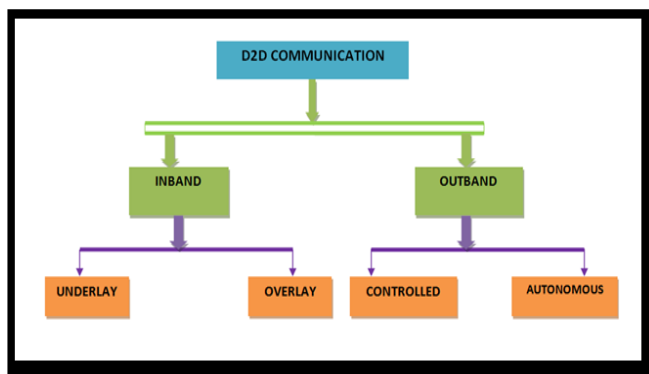 D2D COMMUNICATION
INBAND
OUTBAND
UNDERLAY
OVERLAY
CONTROLLED
AUTONOMOUS